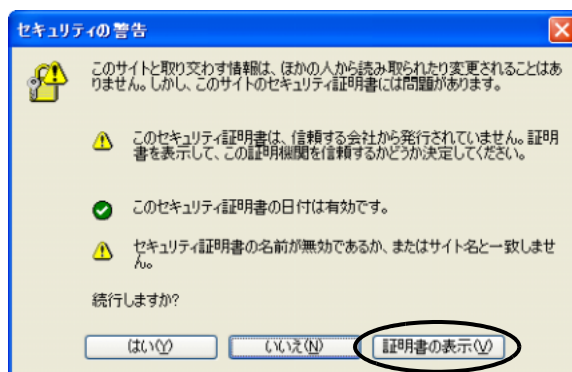 セキュリティの警告
このサイトと取り交わす情報は、ほかの人から読み取られたり変更されることはあ
りません。しかし、このサイトのセキュリティ証明書には問題があります。
このセキュリティ証明書は、信頼する会社から発行されていません。証明
書を表示して、この証明機関を信頼するかどうか決定してください。
このセキュリティ証明書の日付は有効です。
セキュリティ証明書の名前が無効であるか、またはサイト名と一致しませ
ん。
続行しますか?
はい(Y) いいえ(N) 証明書の表示(V)